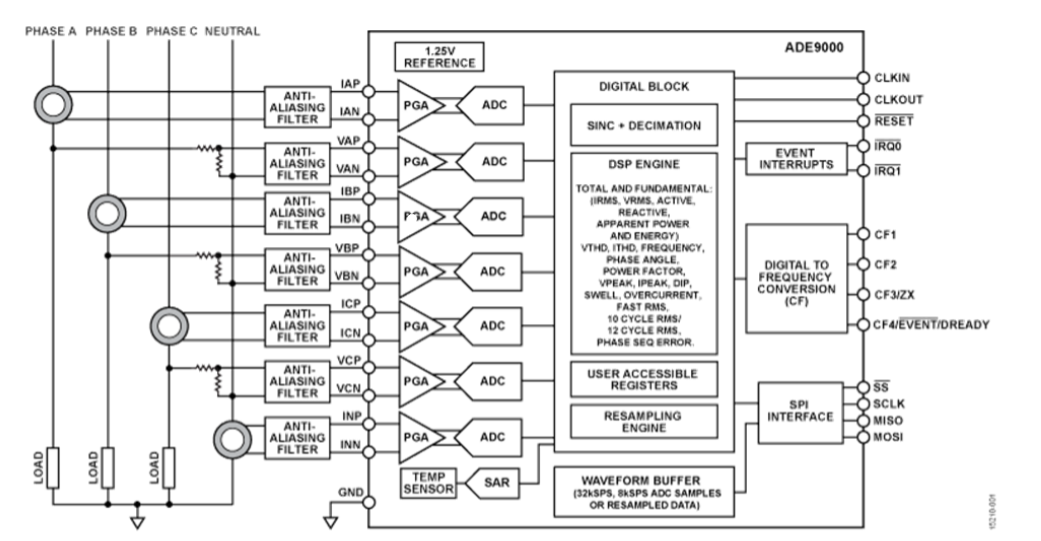 PHASE A PHASE B PHASE C NEUTRAL
ADE9000
1.25V
REFERENCE
IAP
IAN
ANTI-
ALIASING
FILTER
PGA
ADC
VAP
VAN
ANTI-
ALIASING
FILTER
PGA
ADC
IBP
IBN
ANTI-
ALIASING
FILTER
PGA
ADC
VBP
VBN
ANTI-
ALIASING
FILTER
PGA
ADC
ICP
ICN
ANTI-
ALIASING
FILTER
PGA
ADC
VCP
VCN
ANTI-
ALIASING
FILTER
PGA
ADC
INP
INN
ANTI-
ALIASING
FILTER
PGA
ADC
LOAD
LOAD
LOAD
GND
TEMP
SENSOR
SAR
DIGITAL BLOCK
SINC + DECIMATION
DSP ENGINE
TOTAL AND FUNDAMENTAL:
(IRMS, VRMS, ACTIVE,
REACTIVE,
APPARENT POWER
AND ENERGY)
VTHD, ITHD, FREQUENCY,
PHASE ANGLE,
POWER FACTOR,
VPEAK, IPEAK, DIP,
SWELL, OVERCURRENT,
FAST RMS,
10 CYCLE RMS/
12 CYCLE RMS,
PHASE SEQ ERROR.
USER ACCESSIBLE
REGISTERS
RESAMPLING
ENGINE
WAVEFORM BUFFER
(32kSPS, 8kSPS ADC SAMPLES
OR RESAMPLED DATA)
EVENT
INTERRUPTS
DIGITAL TO
FREQUENCY
CONVERSION
(CF)
SPI
INTERFACE
CLKIN
CLKOUT
RESET
IRQ0
IRQ1
CF1
CF2
CF3/ZX
CF4/EVENT/DREADY
SS
SCLK
MISO
MOSI
15210-001